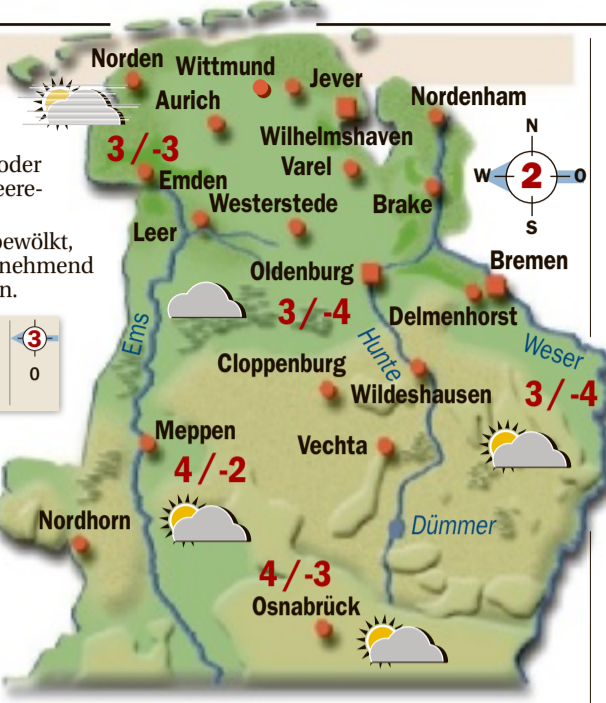 Norden
Wittmund
Jever
Aurich
Nordenham
Wilhelmshaven
3 / -3
Varel
Emden
Westerstede
Brake
Leer
N
W 2 O
S
oder
eere-
bewölkt,
nehmend
n.
Oldenburg
Bremen
3 / -4
Delmenhorst
3
0
Ems
Hunte
Weser
Cloppenburg
Wildeshausen
3 / -4
Meppen
Vechta
4 / -2
Nordhorn
Dümmer
4 / -3
Osnabrück